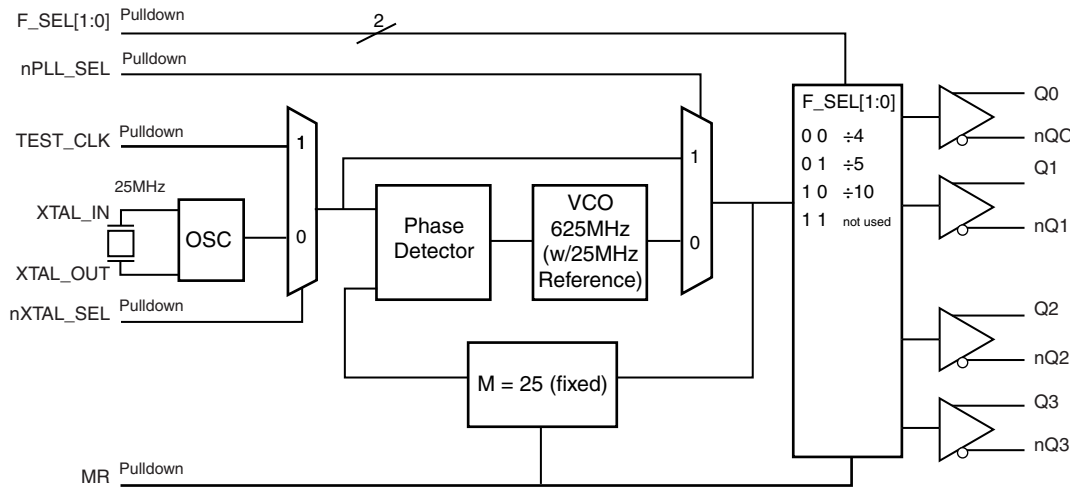 F_SEL[1:0] Pulldown
2
nPLL_SEL Pulldown
TEST_CLK Pulldown
25MHz
XTAL_IN
OSC
XTAL_OUT
nXTAL_SEL Pulldown
1
0
Phase
Detector
VCO
625MHz
(w/25MHz
Reference)
1
0
M = 25 (fixed)
MR Pulldown
F_SEL[1:0]
0 0 ÷4
0 1 ÷5
1 0 ÷10
1 1 not used
Q0
nQ0
Q1
nQ1
Q2
nQ2
Q3
nQ3